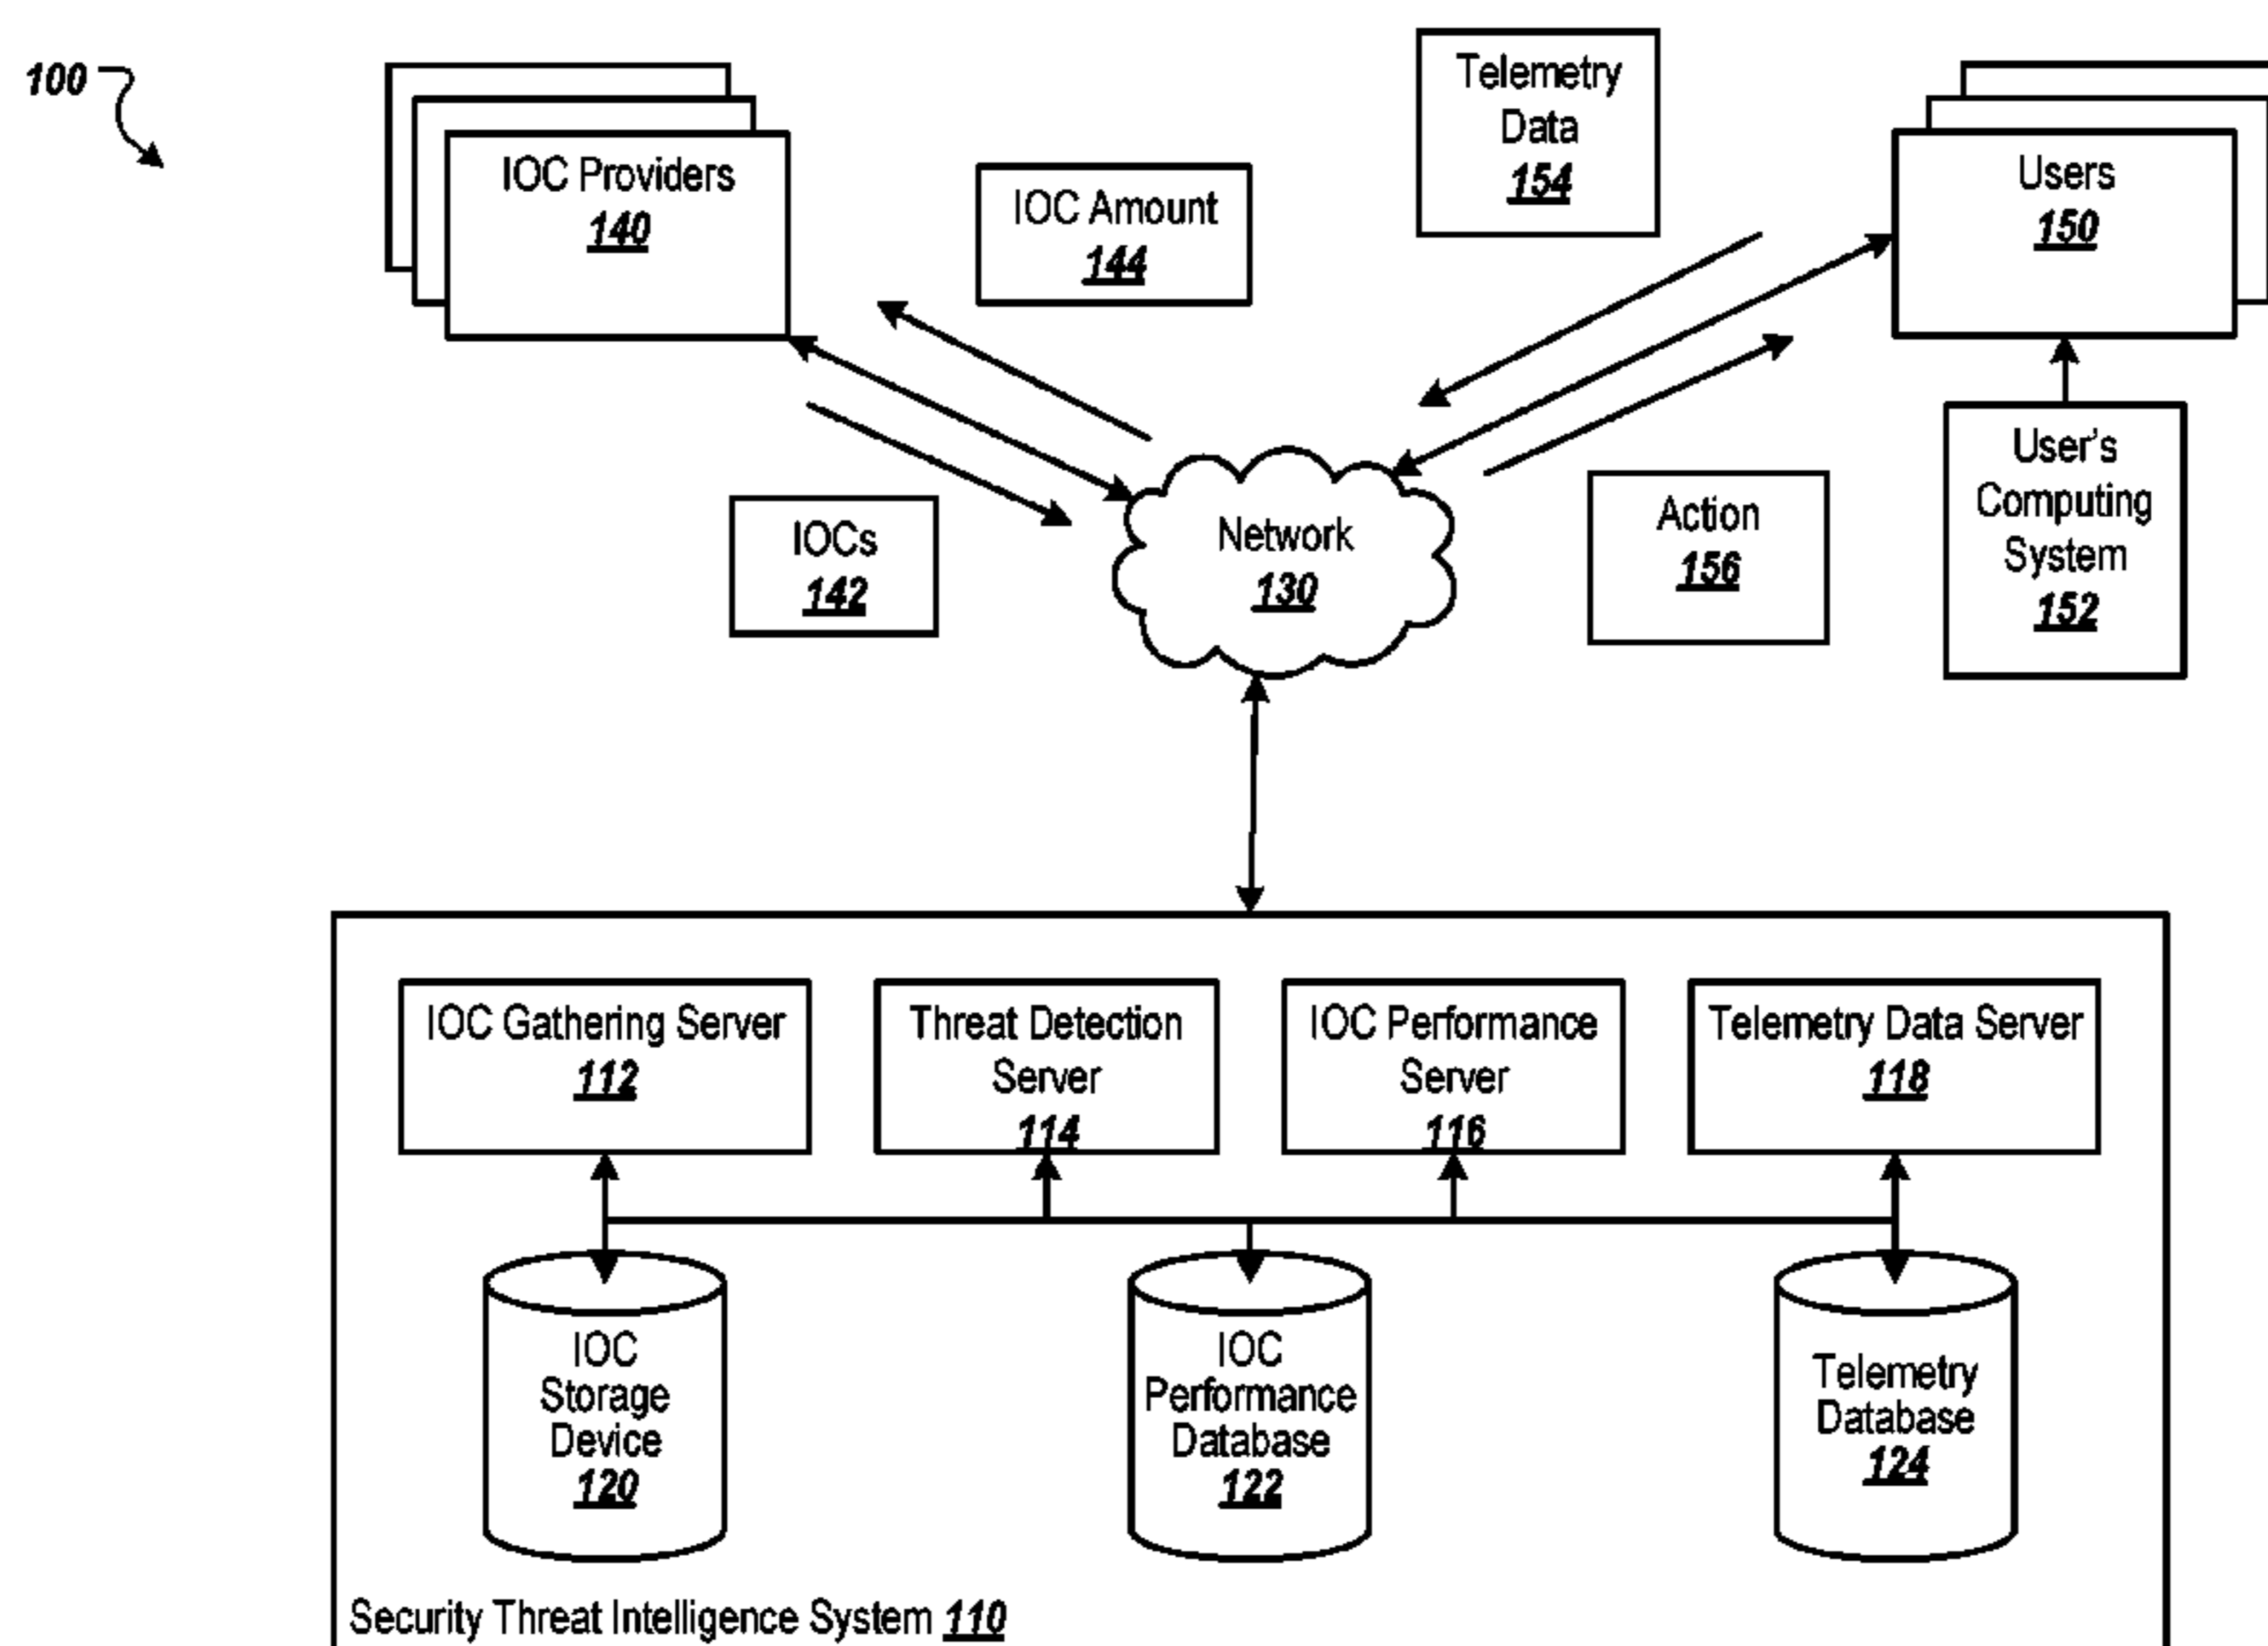 100
IOC Providers
140
IOC Amount
144
Telemetry
Data
154
Users
150
IOCs
142
Network
130
Action
156
User's
Computing
System
152
IOC Gathering Server
112
Threat Detection
Server
114
IOC Performance
Server
116
Telemetry Data Server
118
IOC
Storage
Device
120
IOC
Performance
Database
122
Telemetry
Database
124
Security Threat Intelligence System 110